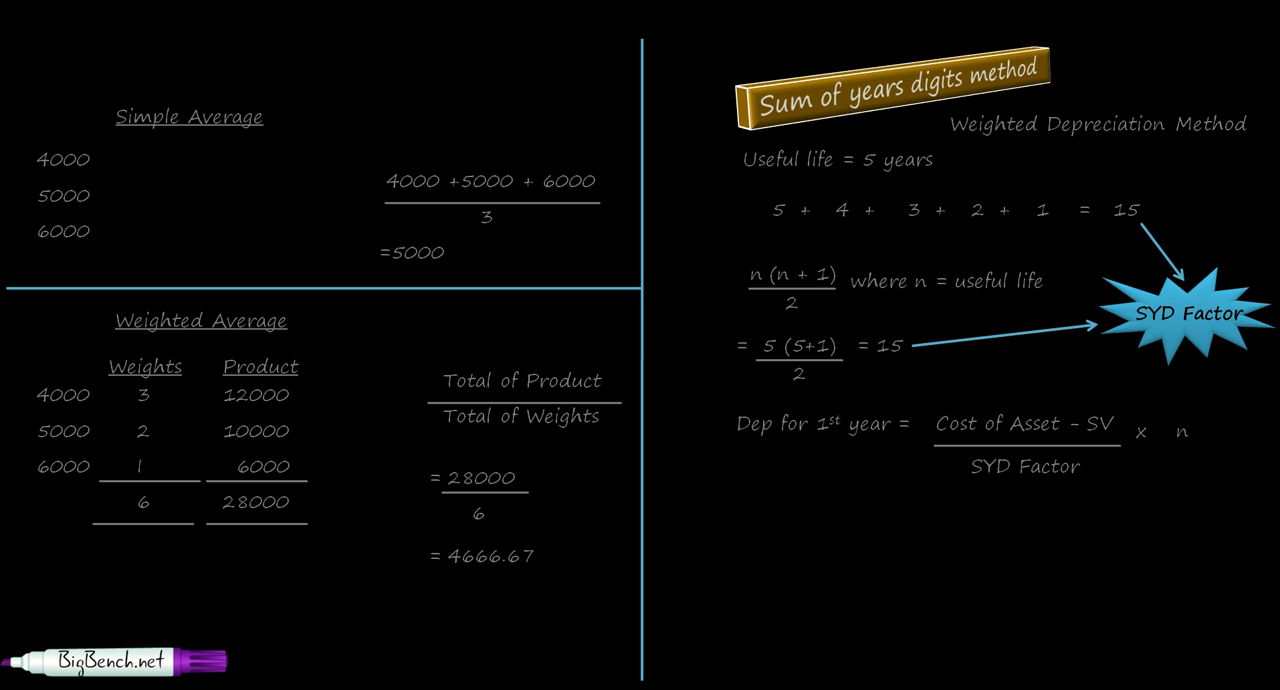 Simple Average
4000
5000
6000
4000 +5000 + 6000
3
=5000
Weighted Average
Weights Product
4000 3 12000
5000 2 10000
6000 1 6000
6 28000
Total of Product
Total of Weights
= 28000
6
= 4666.67
BigBench.net
Sum of years digits method
Weighted Depreciation Method
Useful life = 5 years
5 + 4 + 3 + 2 + 1 = 15
n (n + 1)
2
where n = useful life
SYD Factor
= 5 (5+1) = 15
2
Dep for 1st year = Cost of Asset - SV x n
SYD Factor